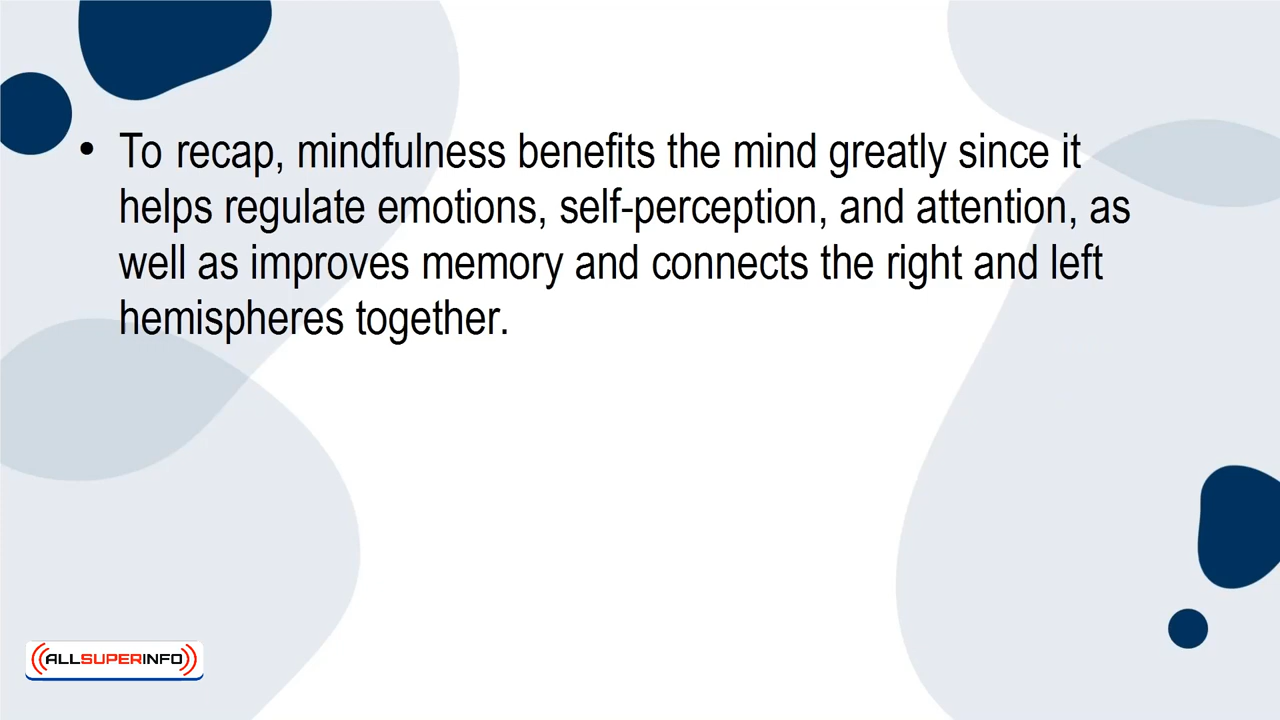 • To recap, mindfulness benefits the mind greatly since it
helps regulate emotions, self-perception, and attention, as
well as improves memory and connects the right and left
hemispheres together.
ALLSUPERINFO